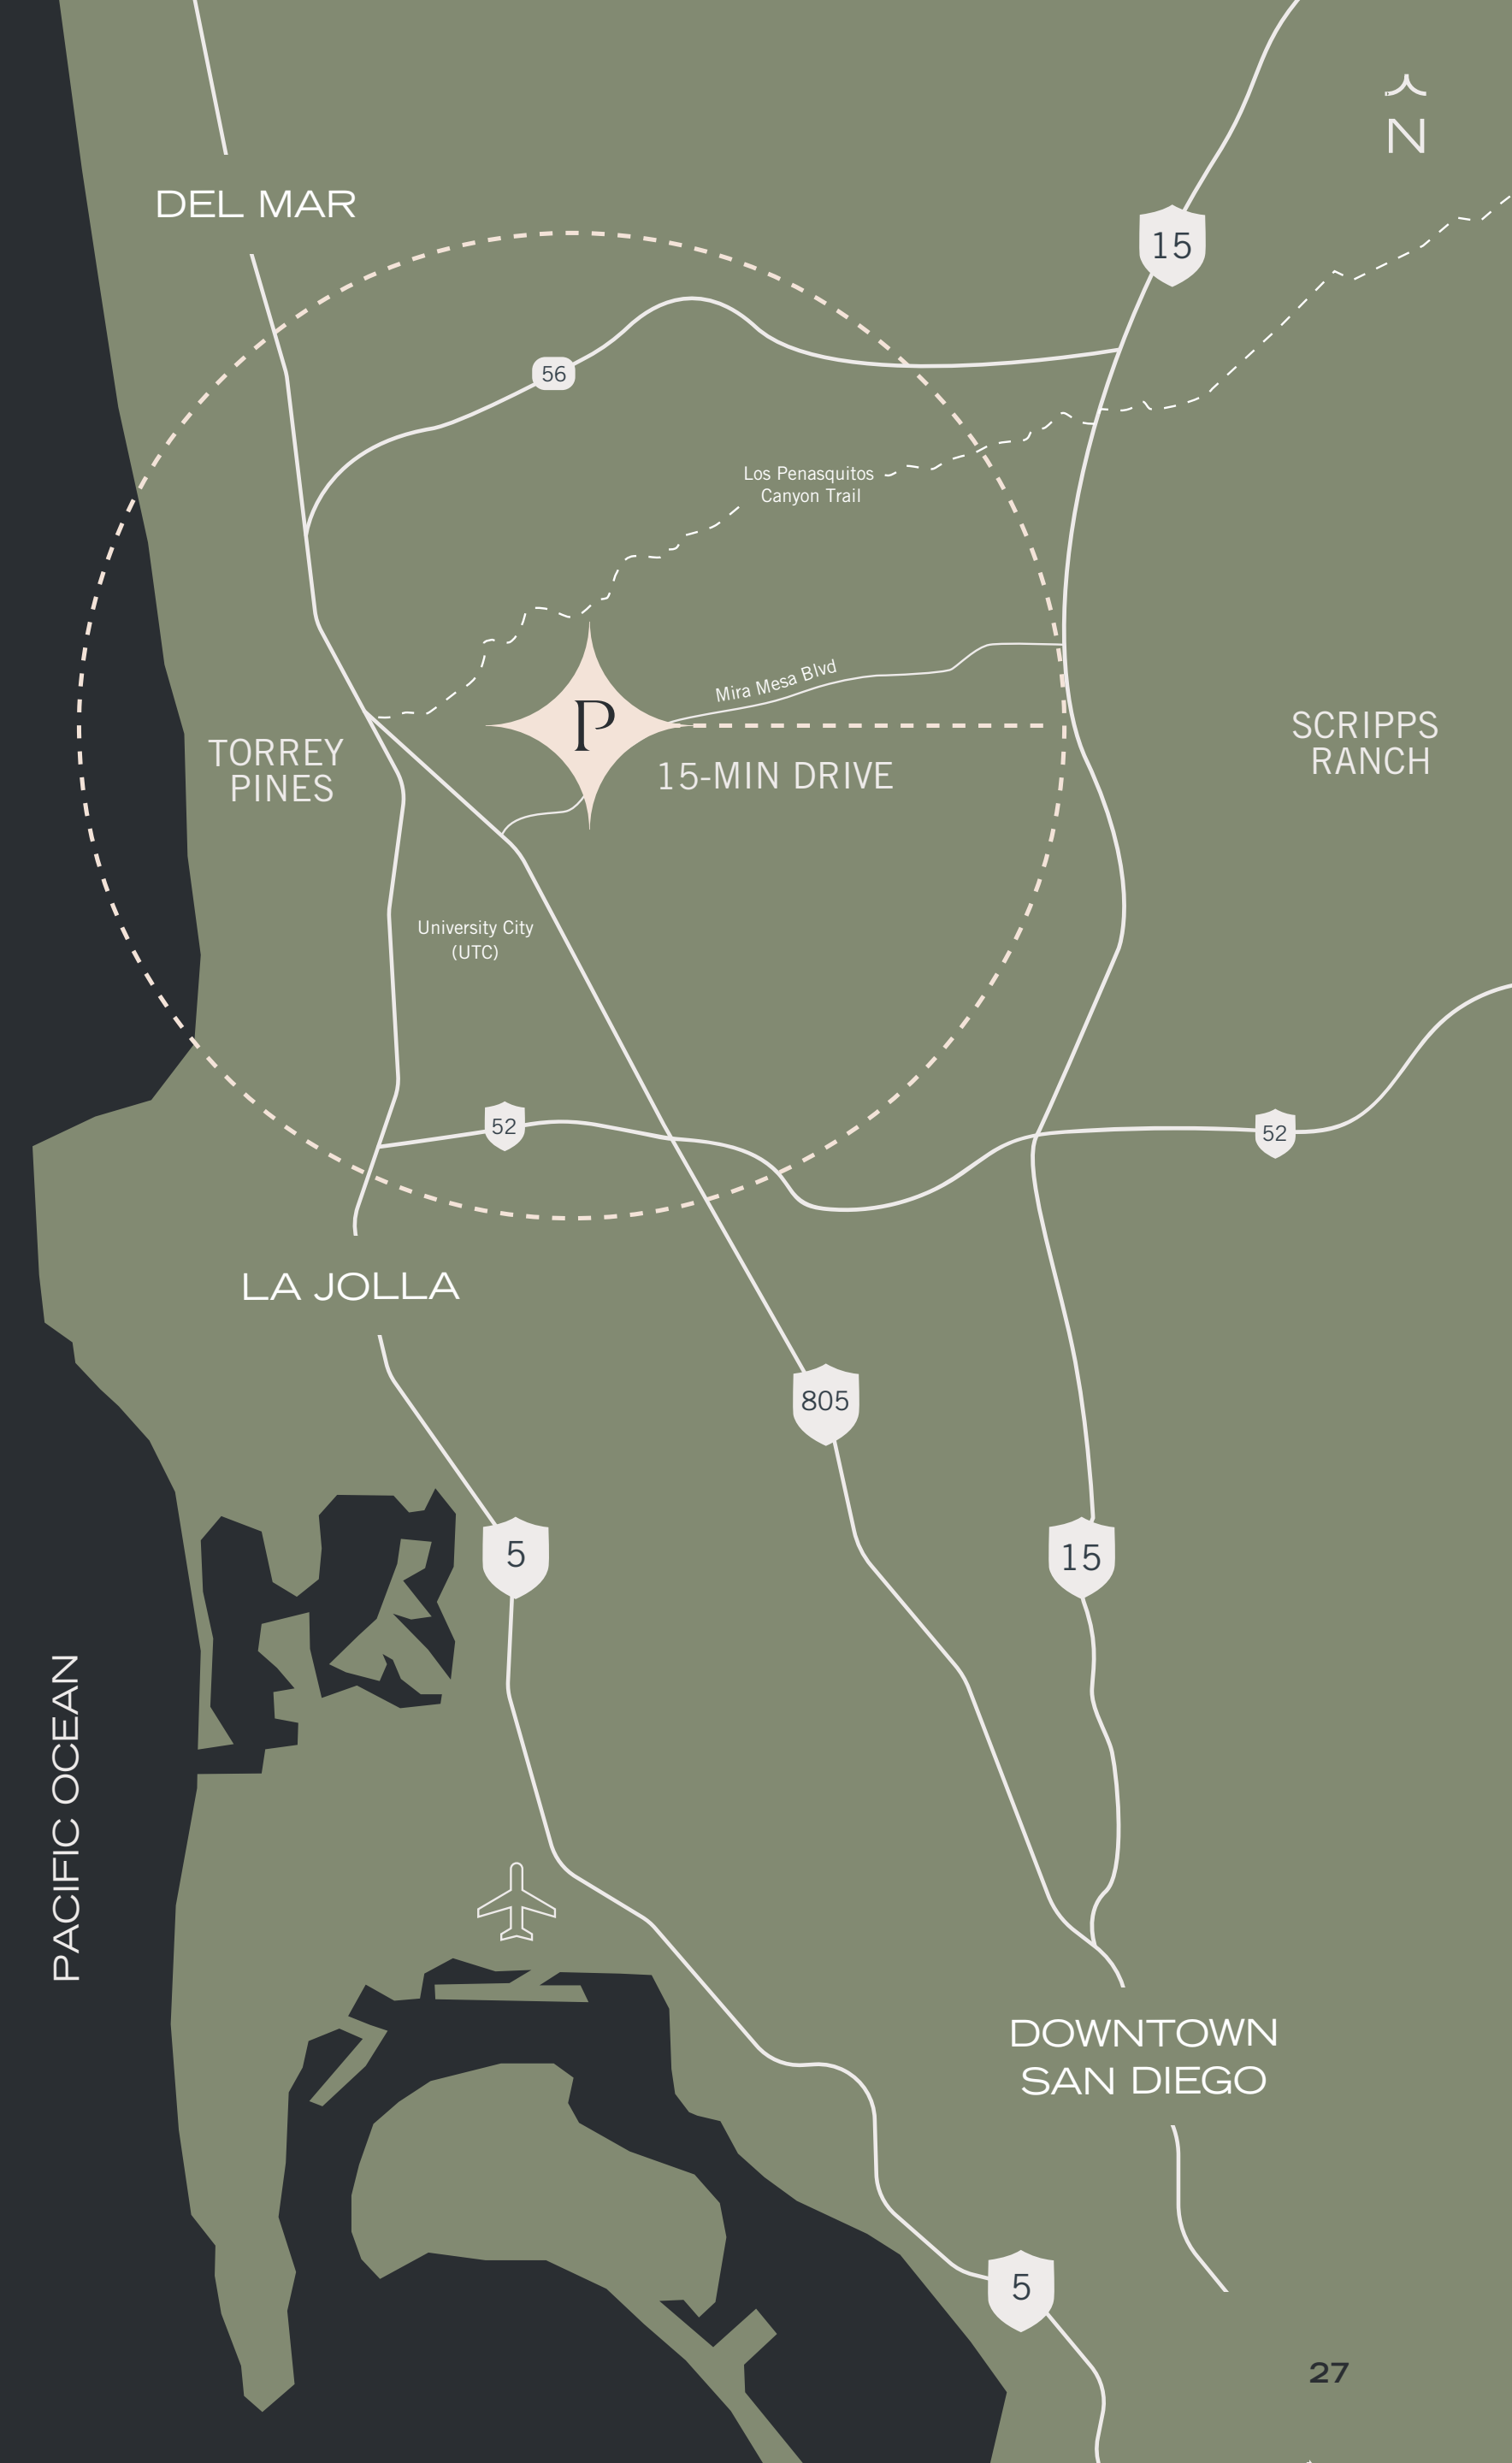 N
DEL MAR
15
56
Los Penasquitos
Canyon Trail
Mira Mesa Blvd
P
TORREY
PINES
15-MIN DRIVE
SCRIPPS
RANCH
University City
(UTC)
52
52
LA JOLLA
805
5
15
PACIFIC OCEAN
DOWNTOWN
SAN DIEGO
5
27